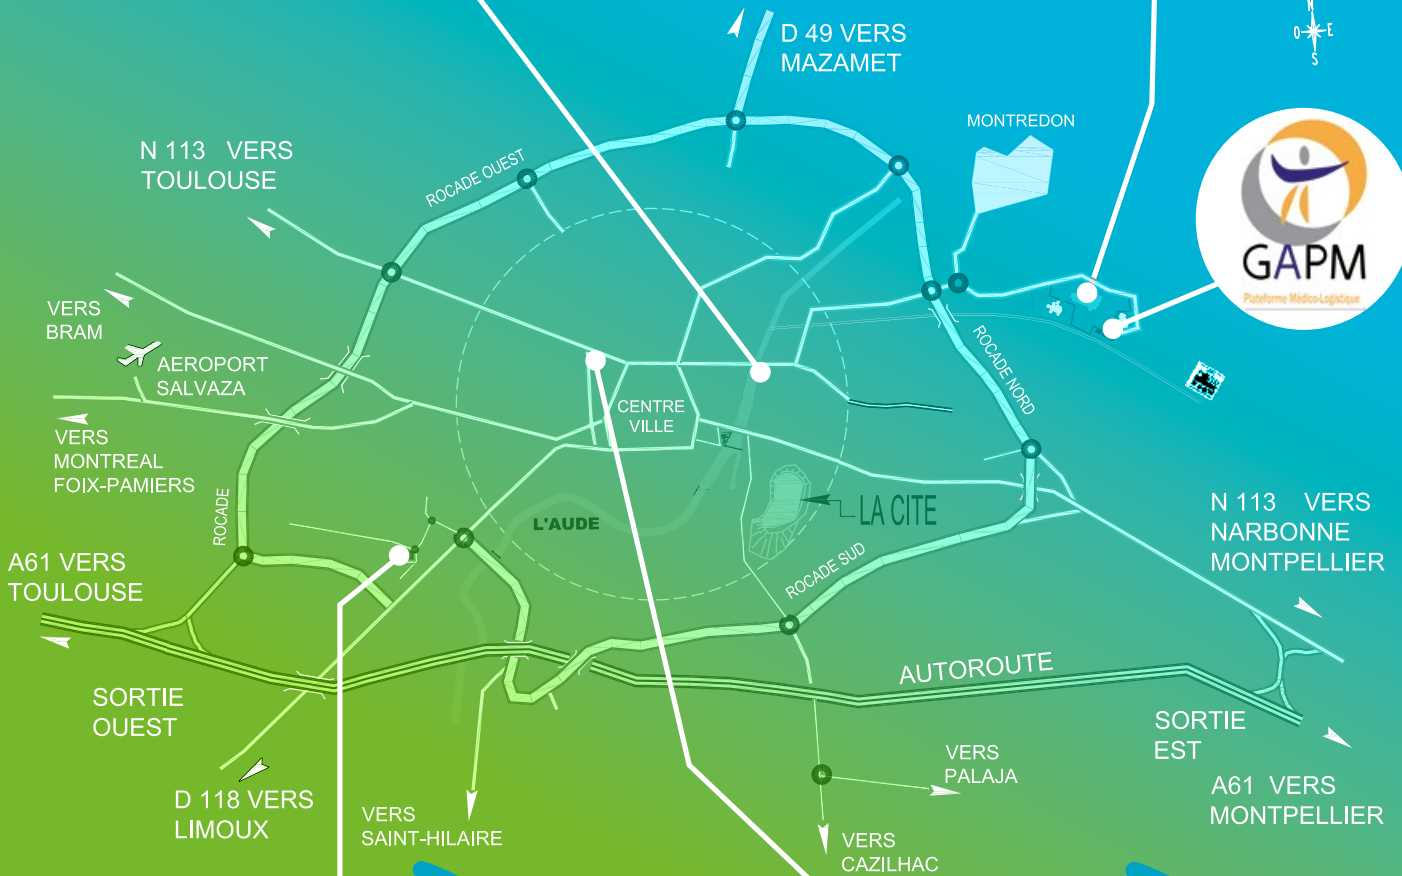 D 49 VERS
MAZAMET
N
O
E
S
MONTREDON
N 113 VERS
TOULOUSE
ROCADE OUEST
GAPM
Plateforme Médico-Logistique
VERS
BRAM
AEROPORT
SALVAZA
ROCADE NORD
CENTRE
VILLE
VERS
MONTREAL
FOIX-PAMIERS
ROCADE
L'AUDE
LA CITE
N 113 VERS
NARBONNE
MONTPELLIER
A61 VERS
TOULOUSE
ROCADE SUD
AUTOROUTE
SORTIE
OUEST
SORTIE
EST
VERS
PALAJA
A61 VERS
MONTPELLIER
D 118 VERS
LIMOUX
VERS
SAINT-HILAIRE
VERS
CAZILHAC